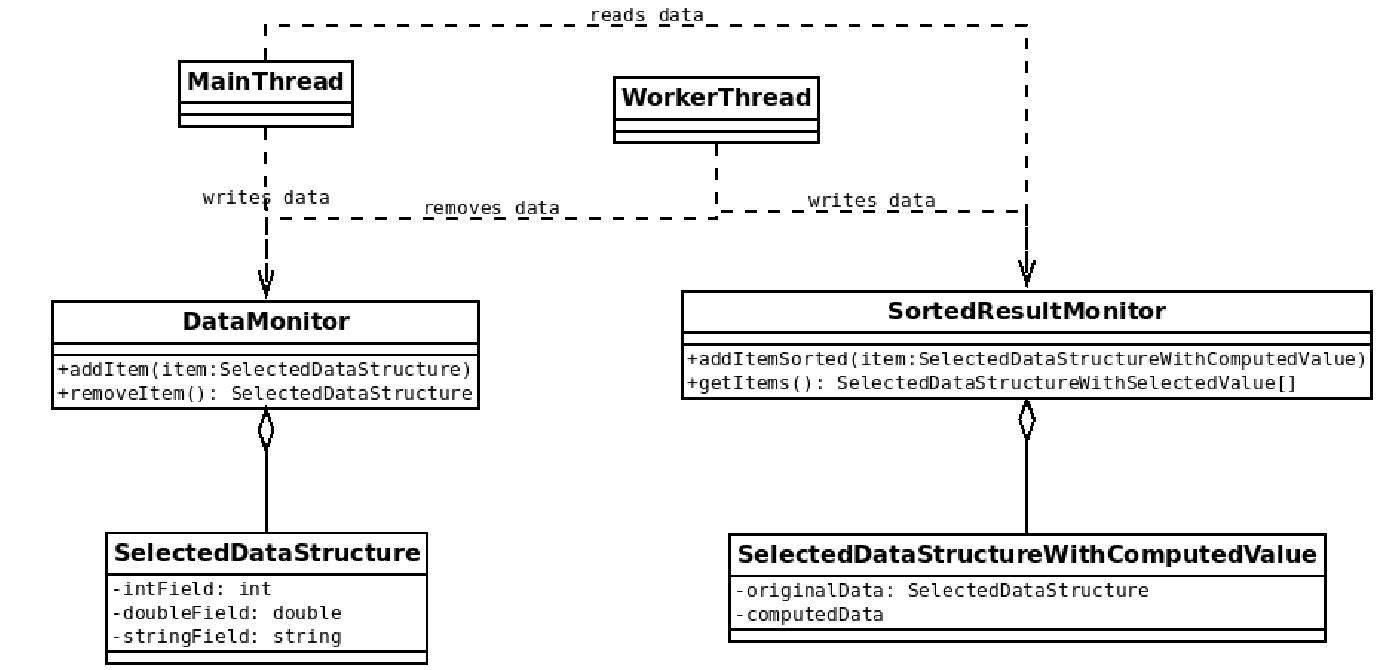 reads data
MainThread
WorkerThread
writes data
removes data
writes data
DataMonitor
+addItem(item:SelectedDataStructure)
+removeItem(): SelectedDataStructure
SortedResultMonitor
+addItemSorted(item:SelectedDataStructureWithComputedValue)
+getItems(): SelectedDataStructureWithSelectedValue[]
SelectedDataStructure
-intField: int
-doubleField: double
-stringField: string
SelectedDataStructureWithComputedValue
-originalData: SelectedDataStructure
-computedData